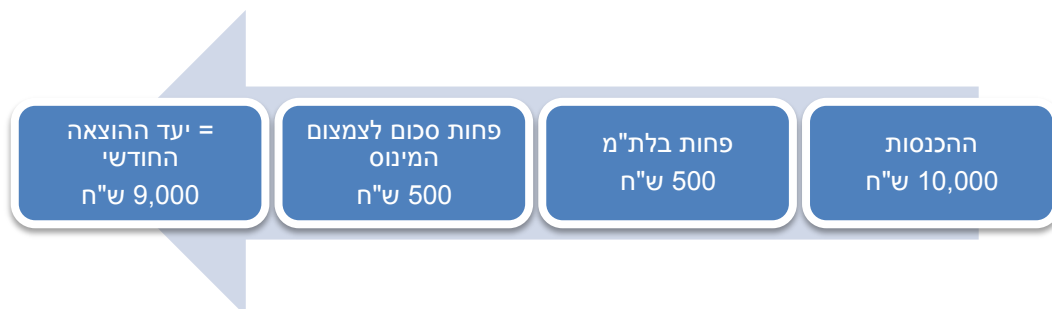 ההכנסות
10,000 ש"ח
פחות בלת"מ
500 ש"ח
פחות סכום לצמצום
המינוס
500 ש"ח
= יעד ההוצאה
החודשי
9,000 ש"ח